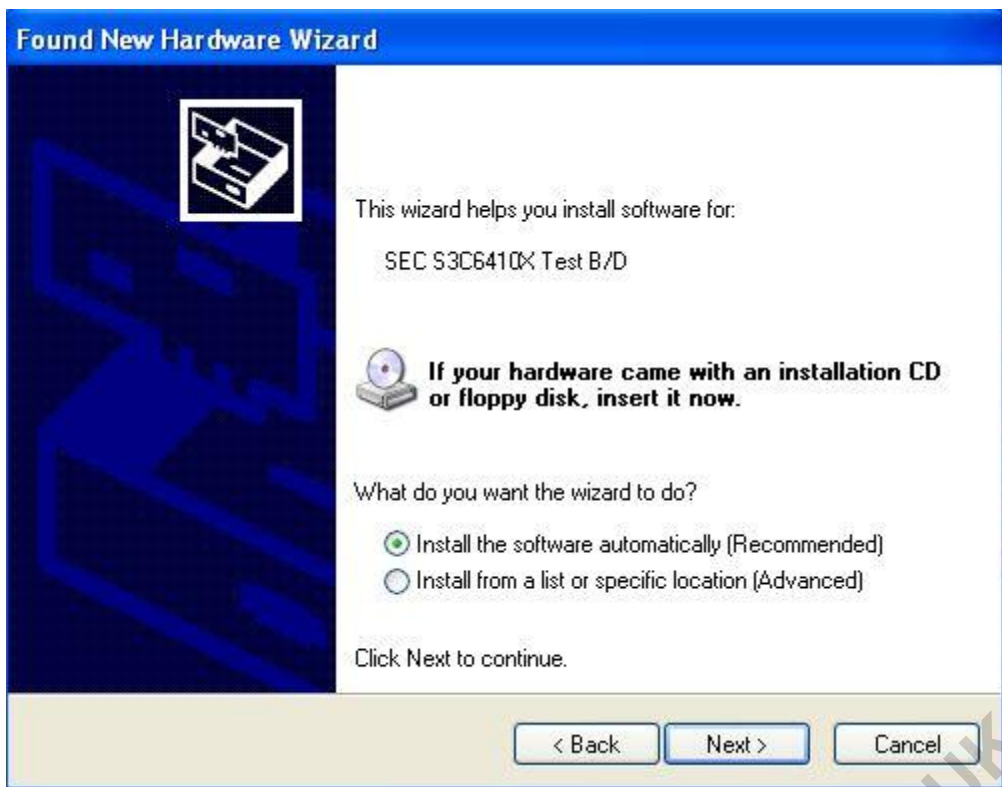 Found New Hardware Wizard
This wizard helps you install software for:
SEC S3C6410X Test B/D
If your hardware came with an installation CD
or floppy disk, insert it now.
What do you want the wizard to do?
Install the software automatically (Recommended)
Install from a list or specific location (Advanced)
Click Next to continue.
< Back
Next >
Cancel